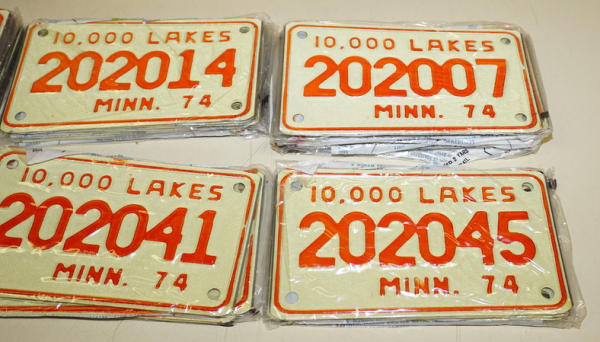 10,000 LAKES
202014
MINN. 74
10,000 LAKES
202007
MINN. 74
10,000 LAKES
202041
MINN. 74
10,000 LAKES
202045
MINN. 74